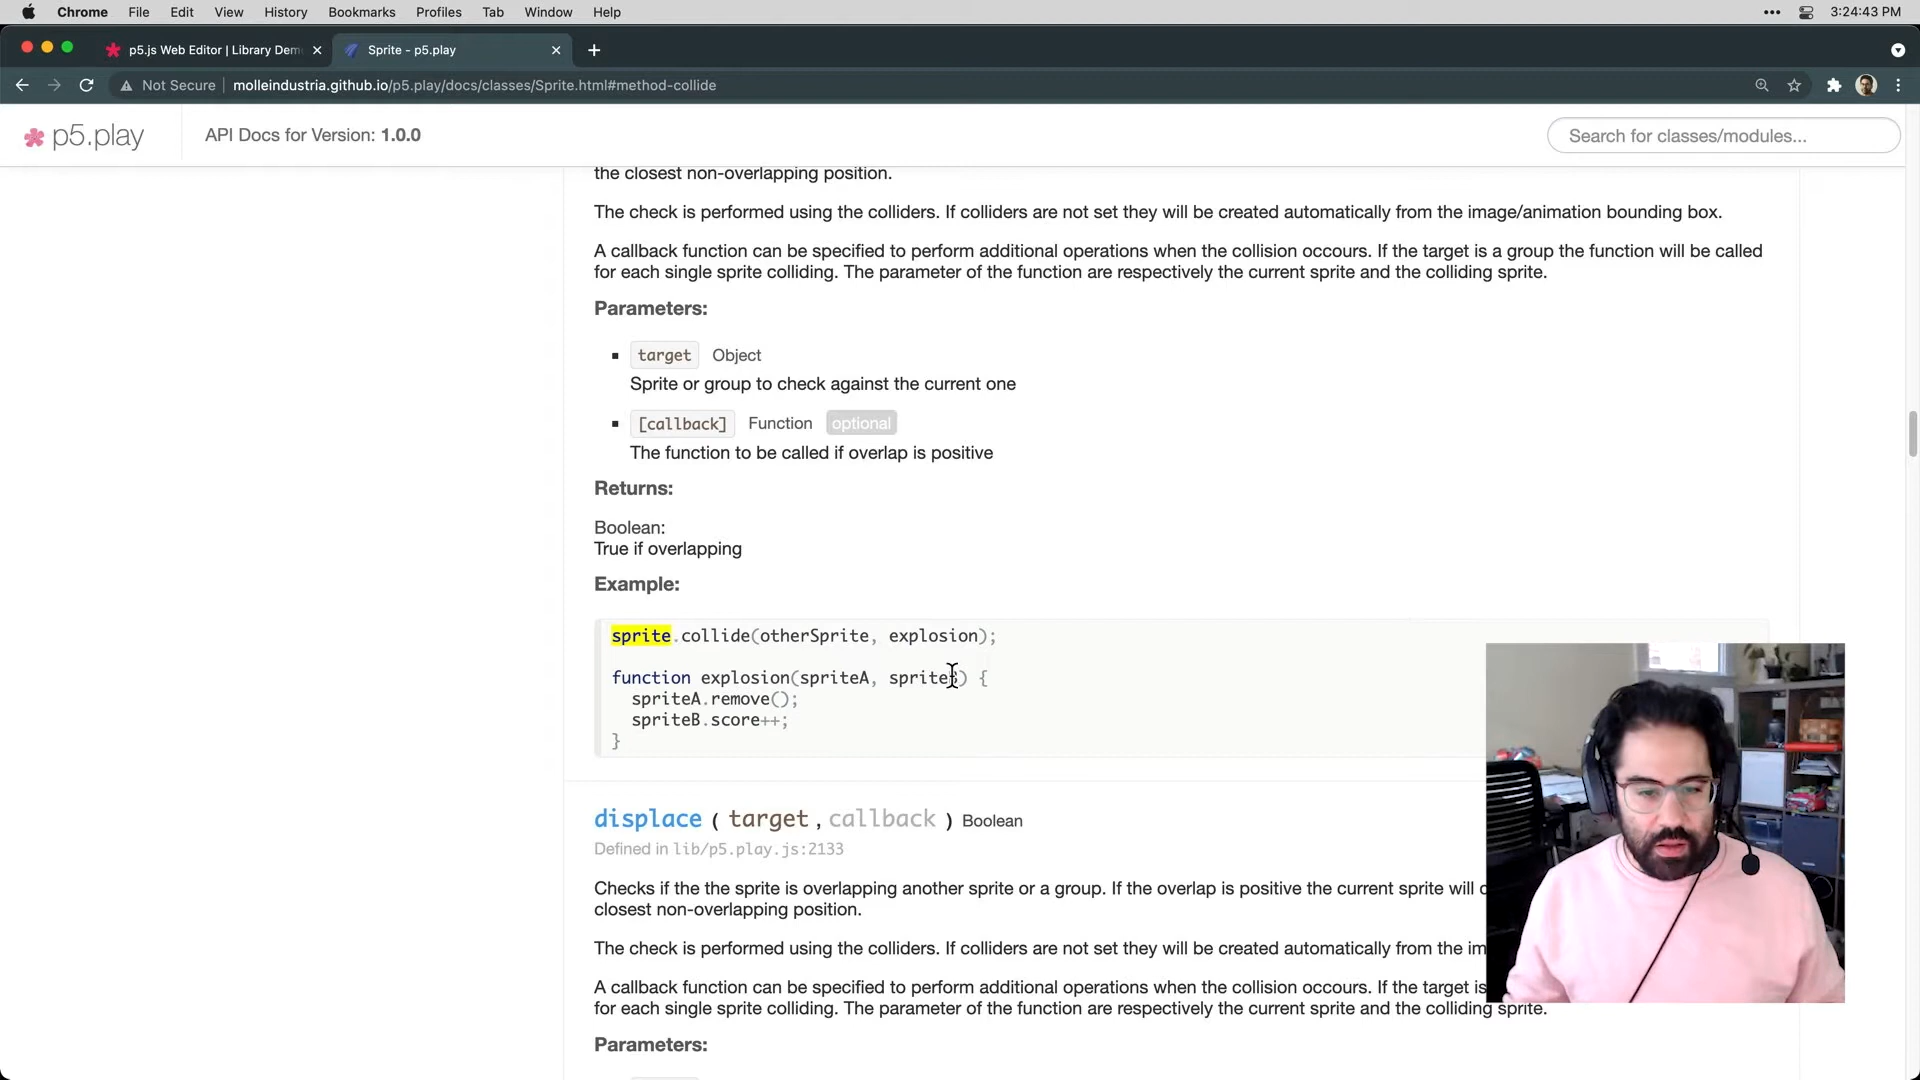 Chrome File Edit View History Bookmarks Profiles Tab Window Help 3:24:43 PM
p5.js Web Editor | Library Dem
Sprite - p5.play
Not Secure molleindustria.github.io/p5.play/docs/classes/Sprite.html#method-collide
p5.play API Docs for Version: 1.0.0 Search for classes/modules...
the closest non-overlapping position.
The check is performed using the colliders. If colliders are not set they will be created automatically from the image/animation bounding box.
A callback function can be specified to perform additional operations when the collision occours. If the target is a group the function will be called
for each single sprite colliding. The parameter of the function are respectively the current sprite and the colliding sprite.
Parameters:
target Object
Sprite or group to check against the current one
[callback] Function optional
The function to be called if overlap is positive
Returns:
Boolean:
True if overlapping
Example:
sprite.collide(otherSprite, explosion);
function explosion(spriteA, spriteB) {
spriteA.remove();
spriteB.score++;
}
displace ( target , callback ) Boolean
Defined in lib/p5.play.js:2133
Checks if the the sprite is overlapping another sprite or a group. If the overlap is positive the current sprite will
closest non-overlapping position.
The check is performed using the colliders. If colliders are not set they will be created automatically from the im
A callback function can be specified to perform additional operations when the collision occours. If the target is
for each single sprite colliding. The parameter of the function are respectively the current sprite and the colliding sprite.
Parameters: